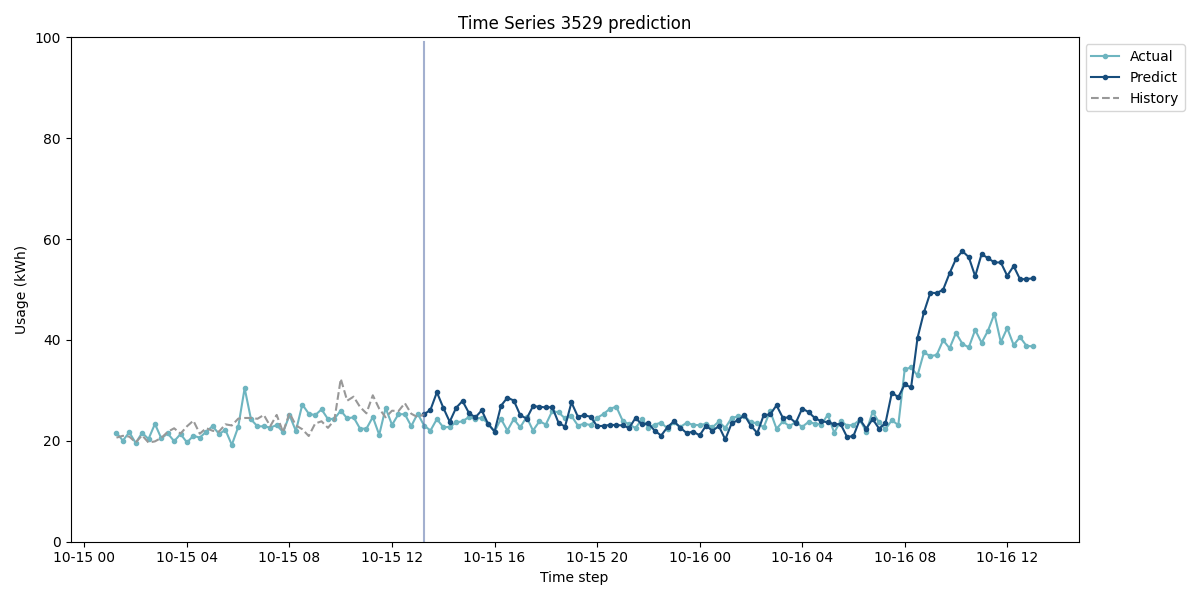 Time Series 3529 prediction
100
80
60
40
20
0
Usage (kWh)
10-15 00
10-15 04
10-15 08
10-15 12
10-15 16
10-15 20
10-16 00
10-16 04
10-16 08
10-16 12
Time step
Actual
Predict
History